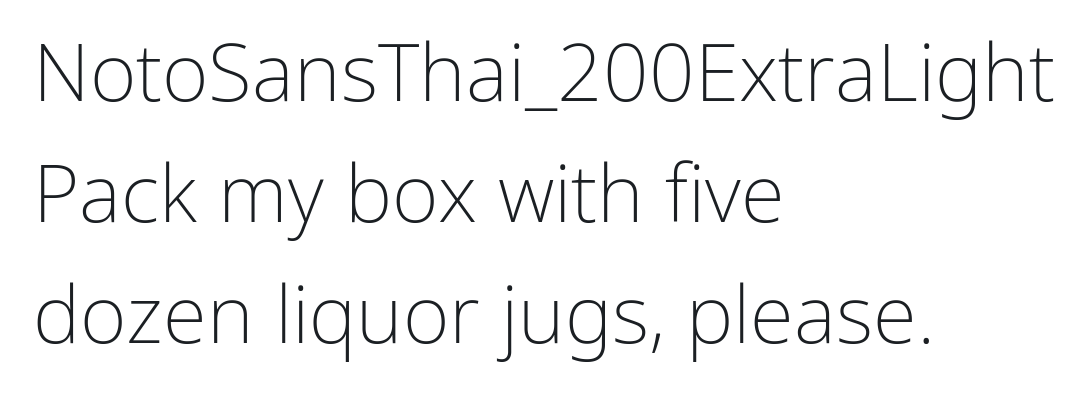 NotoSansThai_200ExtraLight
Pack my box with five
dozen liquor jugs, please.